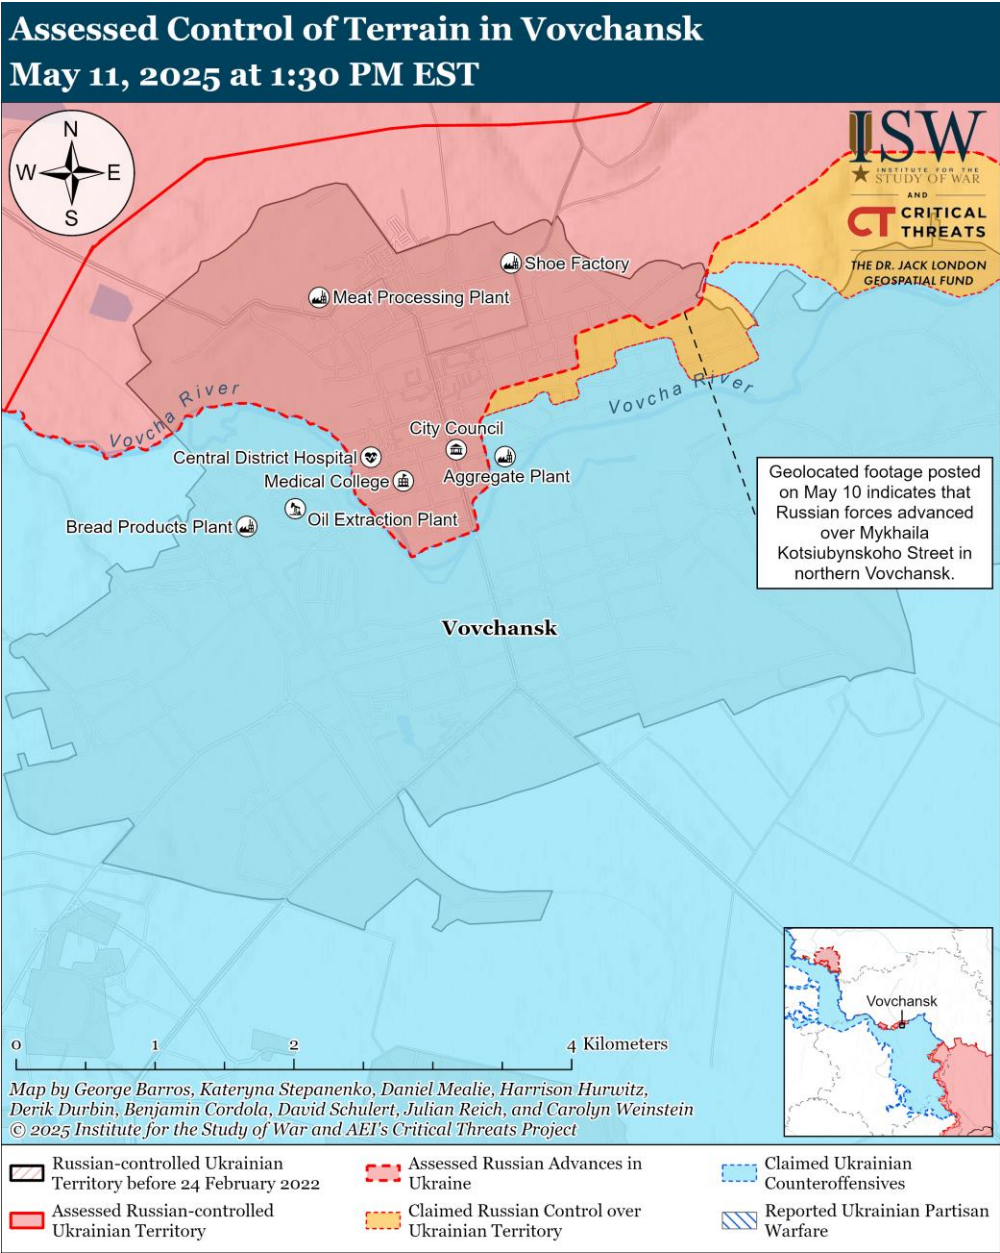 Assessed Control of Terrain in Vovchansk
May 11, 2025 at 1:30 PM EST
N
W
E
S
ISW
INSTITUTE FOR THE
STUDY OF WAR
AND
CT CRITICAL
THREATS
THE DR. JACK LONDON
GEOSPATIAL FUND
Shoe Factory
Meat Processing Plant
Vovcha River
Vovcha River
City Council
Central District Hospital
Aggregate Plant
Medical College
Oil Extraction Plant
Bread Products Plant
Geolocated footage posted
on May 10 indicates that
Russian forces advanced
over Mykhaila
Kotsiubynskoho Street in
northern Vovchansk.
Vovchansk
Vovchansk
0 1 2 4 Kilometers
Map by George Barros, Kateryna Stepanenko, Daniel Mealie, Harrison Hurwitz,
Derik Durbin, Benjamin Cordola, David Schulert, Julian Reich, and Carolyn Weinstein
© 2025 Institute for the Study of War and AEI's Critical Threats Project
Russian-controlled Ukrainian
Territory before 24 February 2022
Assessed Russian-controlled
Ukrainian Territory
Assessed Russian Advances in
Ukraine
Claimed Russian Control over
Ukrainian Territory
Claimed Ukrainian
Counteroffensives
Reported Ukrainian Partisan
Warfare